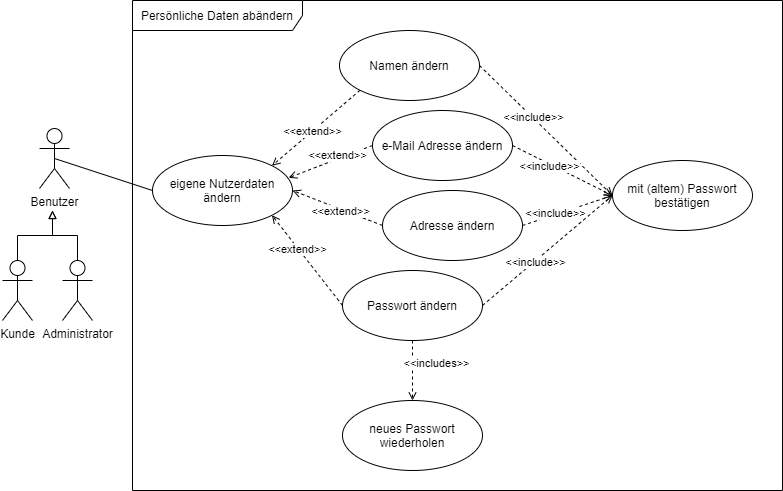 Persönliche Daten abändern
Namen ändern
<<extend>>
<<include>>
e-Mail Adresse ändern
<<extend>>
<<include>>
eigene Nutzerdaten
ändern
mit (altem) Passwort
bestätigen
Benutzer
Adresse ändern
<<extend>>
<<include>>
<<extend>>
<<include>>
Passwort ändern
Kunde
Administrator
<<includes>>
neues Passwort
wiederholen